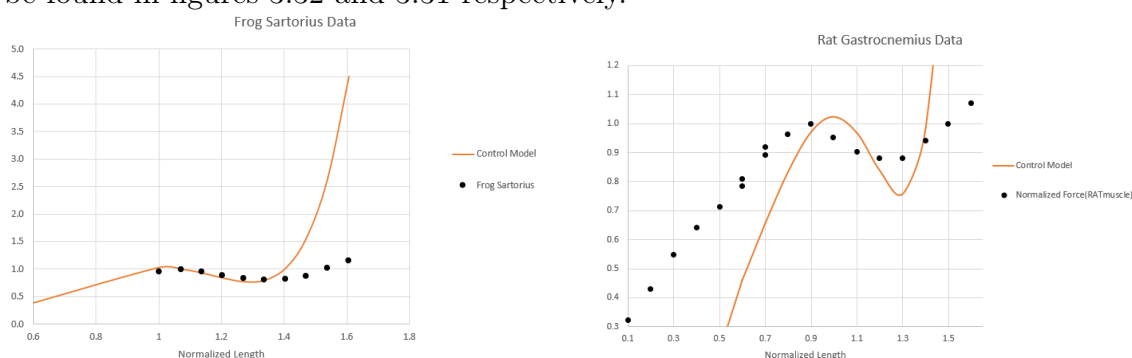 be found in figures 3.32 and 3.31 respectively.
Frog Sartorius Data
5.0
4.5
4.0
3.5
3.0
2.5
2.0
1.5
1.0
0.5
0.0
0.6 0.8 1 1.2 1.4 1.6 1.8
Normalized Length
Control Model
Frog Sartorius
Rat Gastrocnemius Data
1.2
1.1
1.0
0.9
0.8
0.7
0.6
0.5
0.4
0.3
0.1 0.3 0.5 0.7 0.9 1.1 1.3 1.5
Normalized Length
Control Model
Normalized Force(RATmuscle)